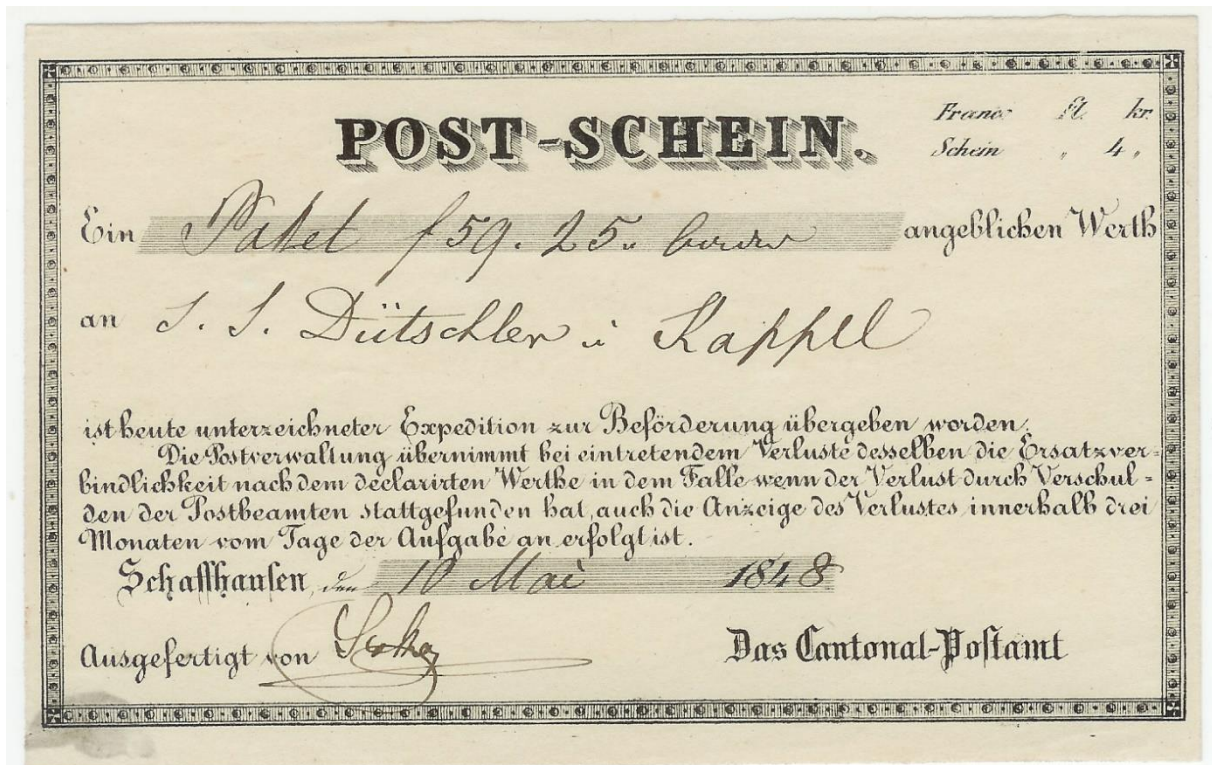 POST-SCHEIN.
Franco fl. kr.
Schein „ 4 „
Ein Paket f 59. 25. angeblichen Werth
an J. J. Dütschler i Kappel
ist heute unterzeichneter Expedition zur Beförderung übergeben worden.
Die Postverwaltung übernimmt bei eintretendem Verluste desselben die Ersatzver-
bindlichkeit nach dem declarirten Werthe in dem Falle wenn der Verlust durch Verschul-
den der Postbeamten stattgefunden hat, auch die Anzeige des Verlustes innerhalb drei
Monaten vom Tage der Aufgabe an erfolgt ist.
Schaffhausen, den 10 Mai 1848
Ausgefertigt von
Das Cantonal-Postamt